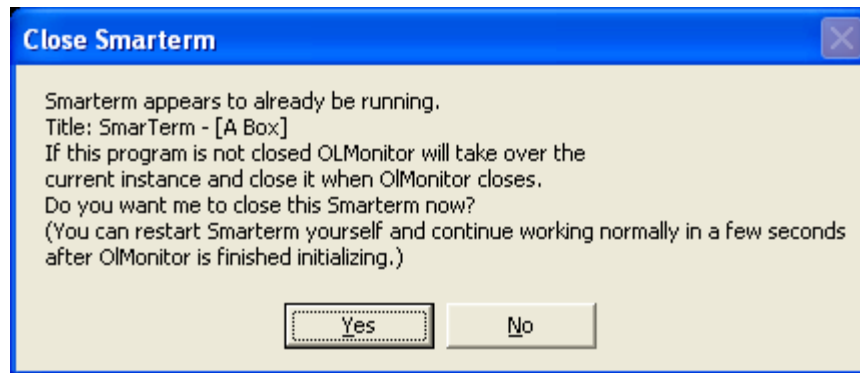 Close Smarterm
Smarterm appears to already be running.
Title: SmarTerm - [A Box]
If this program is not closed OLMonitor will take over the
current instance and close it when OlMonitor closes.
Do you want me to close this Smarterm now?
(You can restart Smarterm yourself and continue working normally in a few seconds
after OlMonitor is finished initializing.)
Yes No